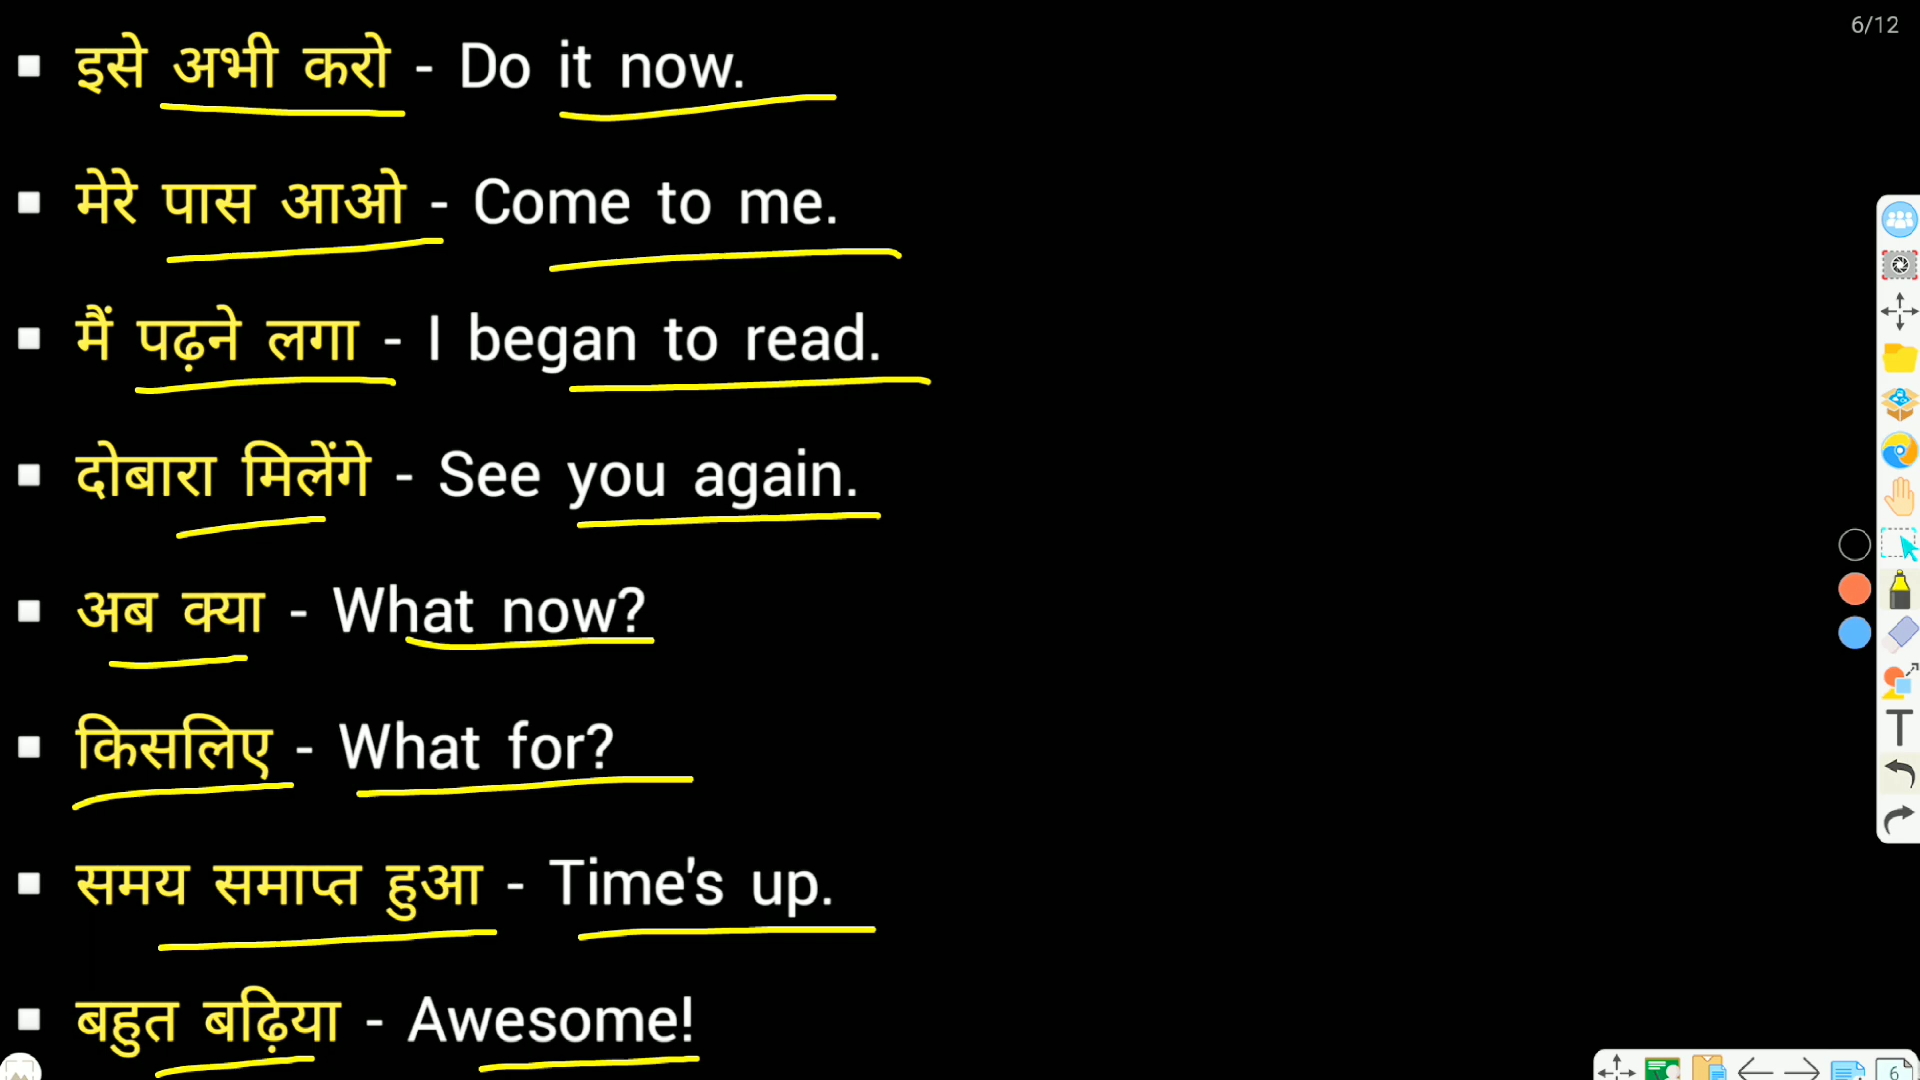 6/12
▪ इसे अभी करो - Do it now.
▪ मेरे पास आओ - Come to me.
▪ मैं पढ़ने लगा - I began to read.
▪ दोबारा मिलेंगे - See you again.
▪ अब क्या - What now?
▪ किसलिए - What for?
▪ समय समाप्त हुआ - Time's up.
▪ बहुत बढ़िया - Awesome!
T
6